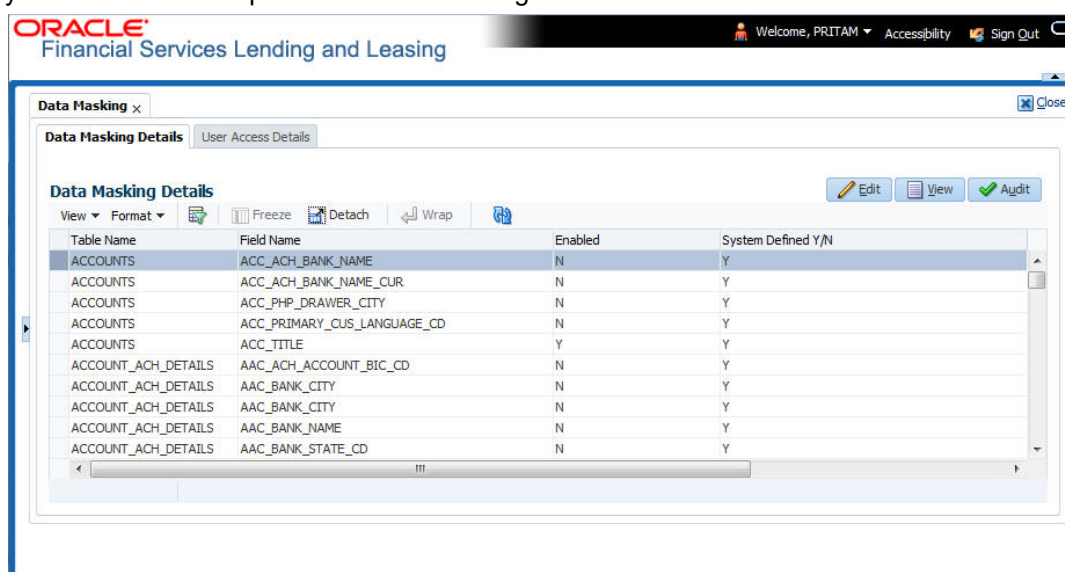 ORACLE
Financial Services Lending and Leasing
Welcome, PRITAM Accessibility Sign Out
Data Masking x
Close
Data Masking Details User Access Details
Data Masking Details
Edit View Audit
View Format Freeze Detach Wrap
Table Name Field Name Enabled System Defined Y/N
ACCOUNTS ACC_ACH_BANK_NAME N Y
ACCOUNTS ACC_ACH_BANK_NAME_CUR N Y
ACCOUNTS ACC_PHP_DRAWER_CITY N Y
ACCOUNTS ACC_PRIMARY_CUS_LANGUAGE_CD N Y
ACCOUNTS ACC_TITLE Y Y
ACCOUNT_ACH_DETAILS AAC_ACH_ACCOUNT_BIC_CD N Y
ACCOUNT_ACH_DETAILS AAC_BANK_CITY N Y
ACCOUNT_ACH_DETAILS AAC_BANK_CITY N Y
ACCOUNT_ACH_DETAILS AAC_BANK_NAME N Y
ACCOUNT_ACH_DETAILS AAC_BANK_STATE_CD N Y